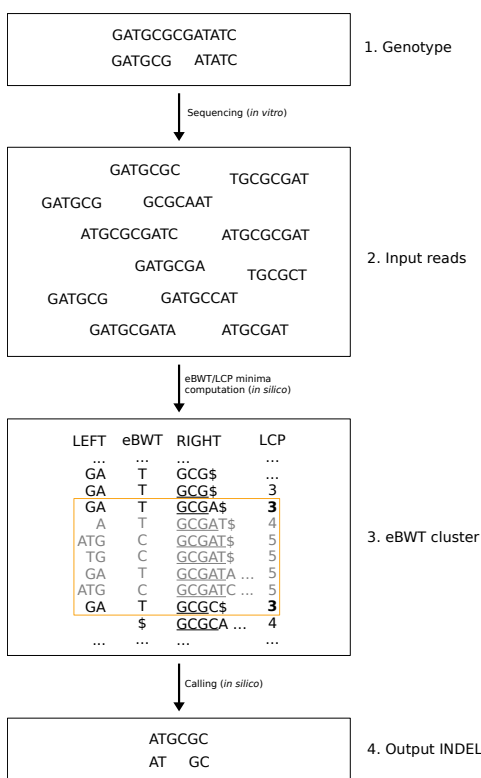 GATGCGCGATATC
GATGCG ATATC
1. Genotype
Sequencing (in vitro)
GATGCGC
TGCGCGAT
GATGCG GCGCAAT
ATGCGCGATC ATGCGCGAT
2. Input reads
GATGCGA
TGCGCT
GATGCG GATGCCAT
GATGCGATA ATGCGAT
eBWT/LCP minima
computation (in silico)
LEFT eBWT RIGHT LCP
... ... ... ...
GA T GCG$ ...
GA T GCG$ 3
GA T GCGA$ 3
A T GCGAT$ 4
ATG C GCGAT$ 5
3. eBWT cluster
TG C GCGAT$ 5
GA T GCGATA ... 5
ATG C GCGATC ... 5
GA T GCGC$ 3
$ GCGCA ... 4
... ... ... ...
Calling (in silico)
ATGCGC
AT GC
4. Output INDEL